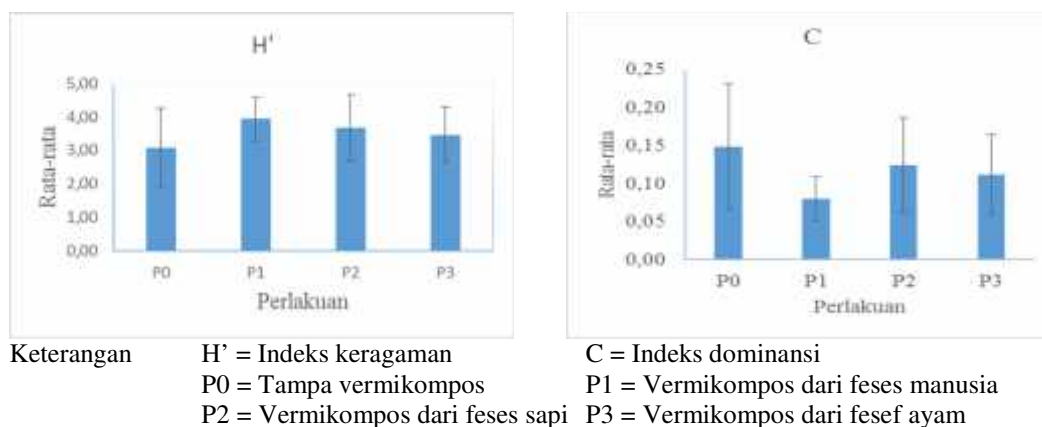 H'
5,00
4,00
3,00
2,00
1,00
0,00
Rata-rata
P0 P1 P2 P3
Perlakuan
C
0,25
0,20
0,15
0,10
0,05
0,00
Rata-rata
P0 P1 P2 P3
Perlakuan
Keterangan H’ = Indeks keragaman C = Indeks dominansi
P0 = Tampa vermikompos P1 = Vermikompos dari feses manusia
P2 = Vermikompos dari feses sapi P3 = Vermikompos dari fesef ayam